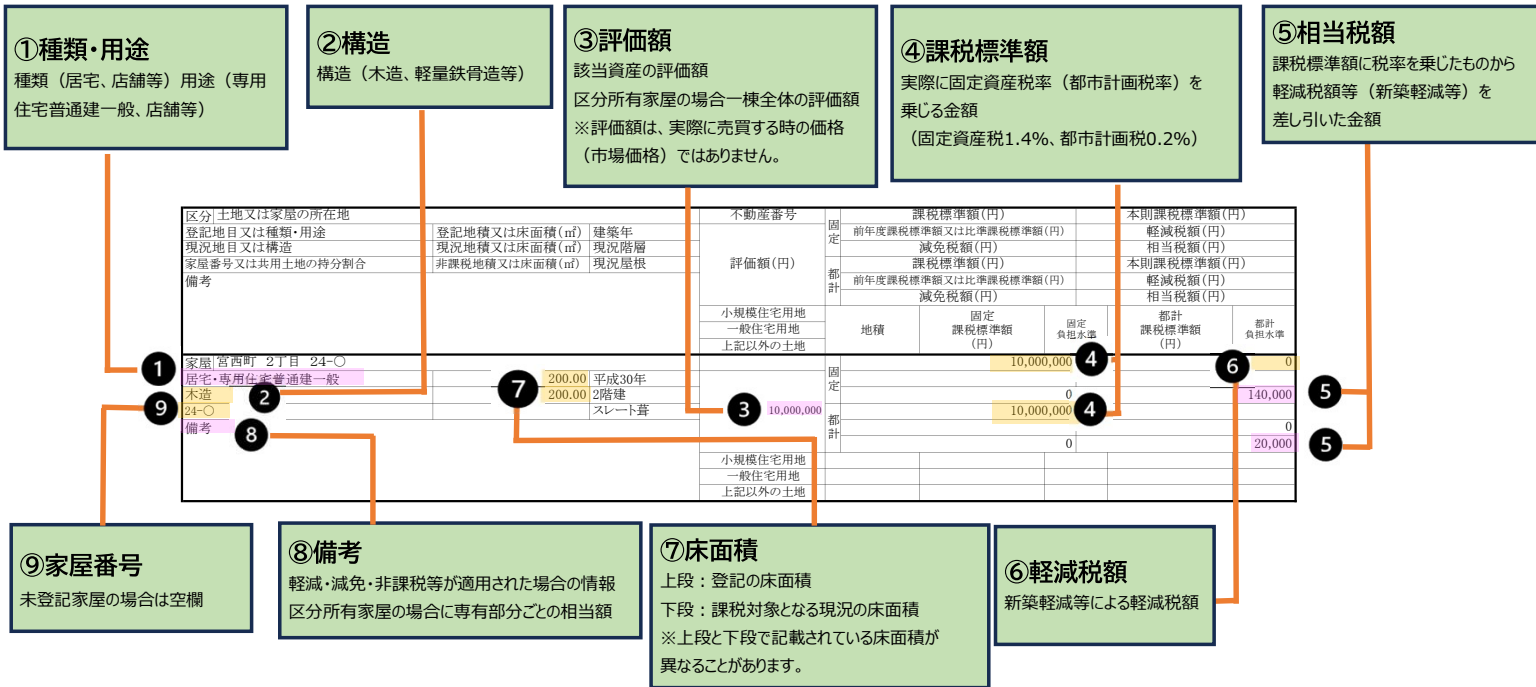 ①種類・用途
種類（居宅、店舗等）用途（専用
住宅普通建一般、店舗等）
②構造
構造（木造、軽量鉄骨造等）
③評価額
該当資産の評価額
区分所有家屋の場合一棟全体の評価額
※評価額は、実際に売買する時の価格
（市場価格）ではありません。
④課税標準額
実際に固定資産税率（都市計画税率）を
乗じる金額
（固定資産税1.4%、都市計画税0.2%）
⑤相当税額
課税標準額に税率を乗じたものから
軽減税額等（新築軽減等）を
差し引いた金額
区分 土地又は家屋の所在地 不動産番号 固定 課税標準額(円) 本則課税標準額(円)
登記地目又は種類・用途 登記地積又は床面積(㎡) 建築年 前年度課税標準額又は比準課税標準額(円) 軽減税額(円)
現況地目又は構造 現況地積又は床面積(㎡) 現況階層 減免税額(円) 相当税額(円)
家屋番号又は共用土地の持分割合 非課税地積又は床面積(㎡) 現況屋根 評価額(円) 都計 課税標準額(円) 本則課税標準額(円)
備考 前年度課税標準額又は比準課税標準額(円) 軽減税額(円)
減免税額(円) 相当税額(円)
小規模住宅用地
一般住宅用地
上記以外の土地
地積
固定
課税標準額
(円)
固定
負担水準
都計
課税標準額
(円)
都計
負担水準
家屋 宮西町 2丁目 24-○ 固定 10,000,000 4 0
1 居宅・専用住宅普通建一般 200.00 平成30年 6
木造 2 7 200.00 2階建 0 140,000 5
9 24-○ スレート葺 3 10,000,000 都計 10,000,000 4
備考 8 0
0 20,000 5
小規模住宅用地
一般住宅用地
上記以外の土地
⑨家屋番号
未登記家屋の場合は空欄
⑧備考
軽減・減免・非課税等が適用された場合の情報
区分所有家屋の場合に専有部分ごとの相当額
⑦床面積
上段：登記の床面積
下段：課税対象となる現況の床面積
※上段と下段で記載されている床面積が
異なることがあります。
⑥軽減税額
新築軽減等による軽減税額